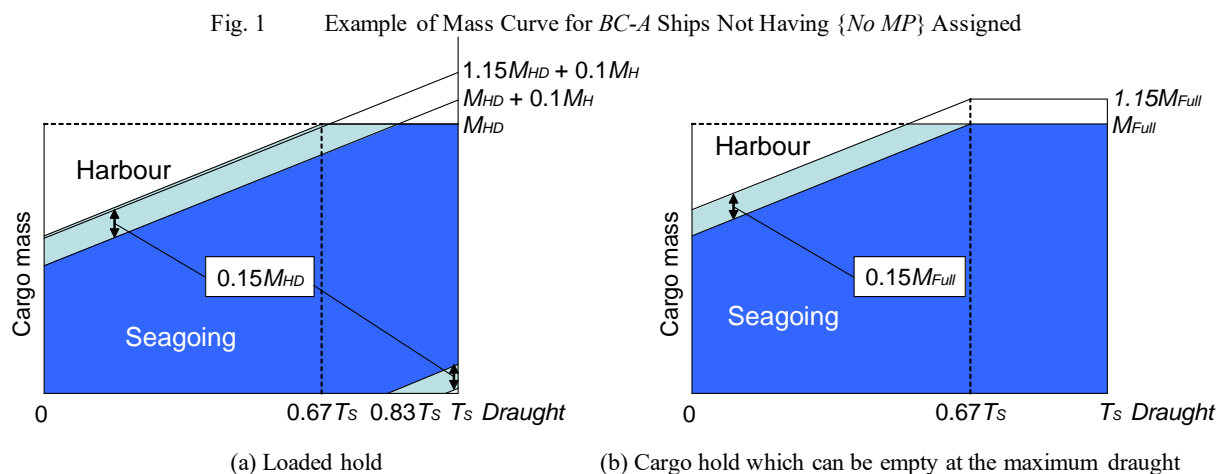 Fig. 1 Example of Mass Curve for BC-A Ships Not Having {No MP} Assigned
1.15MHD + 0.1MH
MHD + 0.1MH
MHD
Harbour
Cargo mass
0.15MHD
Seagoing
0 0.67TS 0.83TS TS Draught
(a) Loaded hold
1.15MFull
MFull
Harbour
Cargo mass
0.15MFull
Seagoing
0 0.67TS TS Draught
(b) Cargo hold which can be empty at the maximum draught